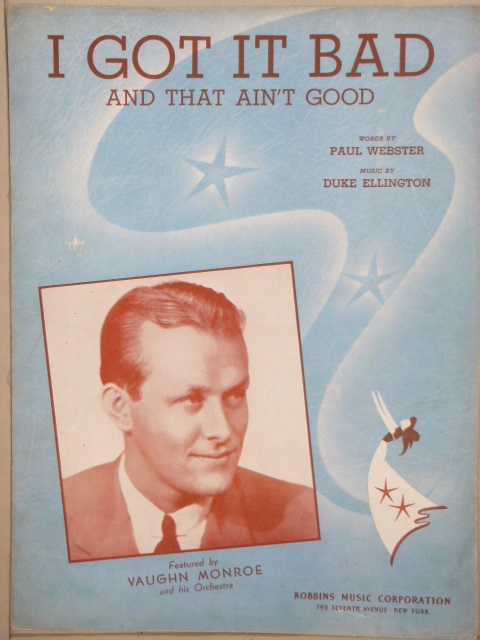 I GOT IT BAD
AND THAT AIN'T GOOD
WORDS BY
PAUL WEBSTER
MUSIC BY
DUKE ELLINGTON
Featured by
VAUGHN MONROE
and his Orchestra
ROBBINS MUSIC CORPORATION
799 SEVENTH AVENUE NEW YORK